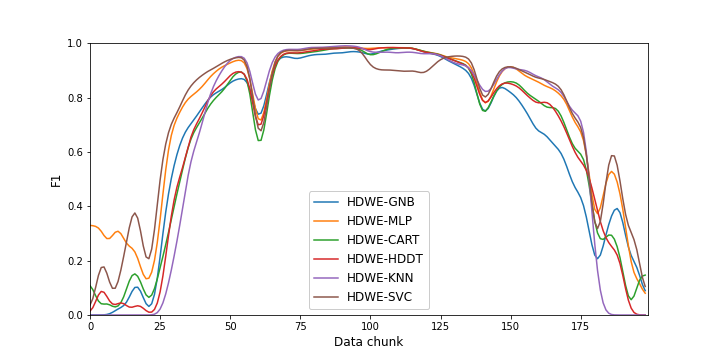 1.0
0.8
0.6
0.4
0.2
0.0
F1
HDWE-GNB
HDWE-MLP
HDWE-CART
HDWE-HDDT
HDWE-KNN
HDWE-SVC
0 25 50 75 100 125 150 175
Data chunk